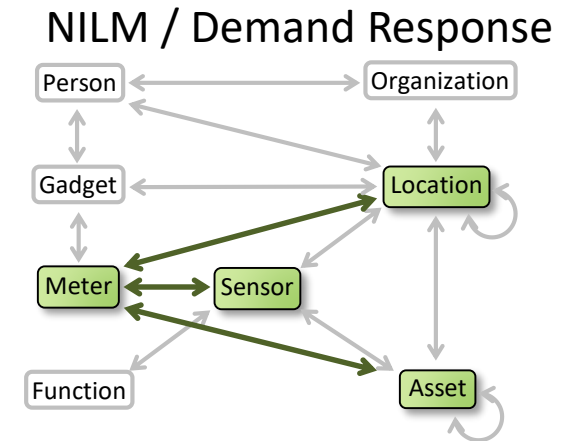 NILM / Demand Response
Person
Organization
Gadget
Location
Meter
Sensor
Function
Asset